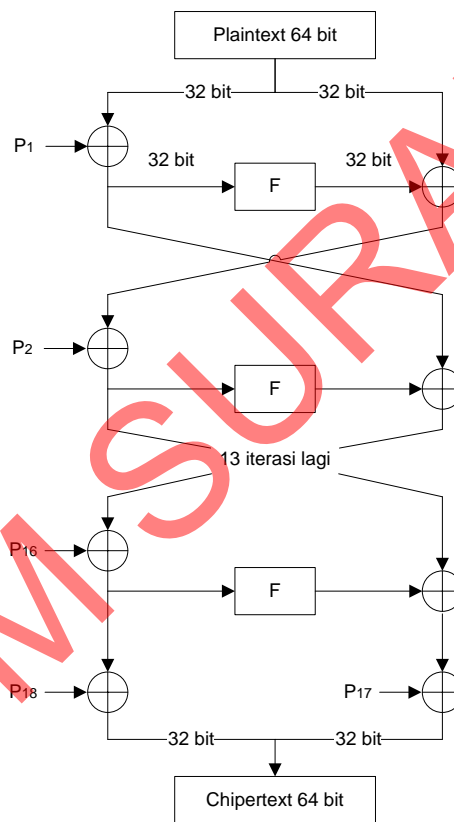 Plaintext 64 bit
32 bit 32 bit
P1
32 bit 32 bit
F
P2
F
13 iterasi lagi
P16
F
P18 P17
32 bit 32 bit
Chipertext 64 bit
M SURA